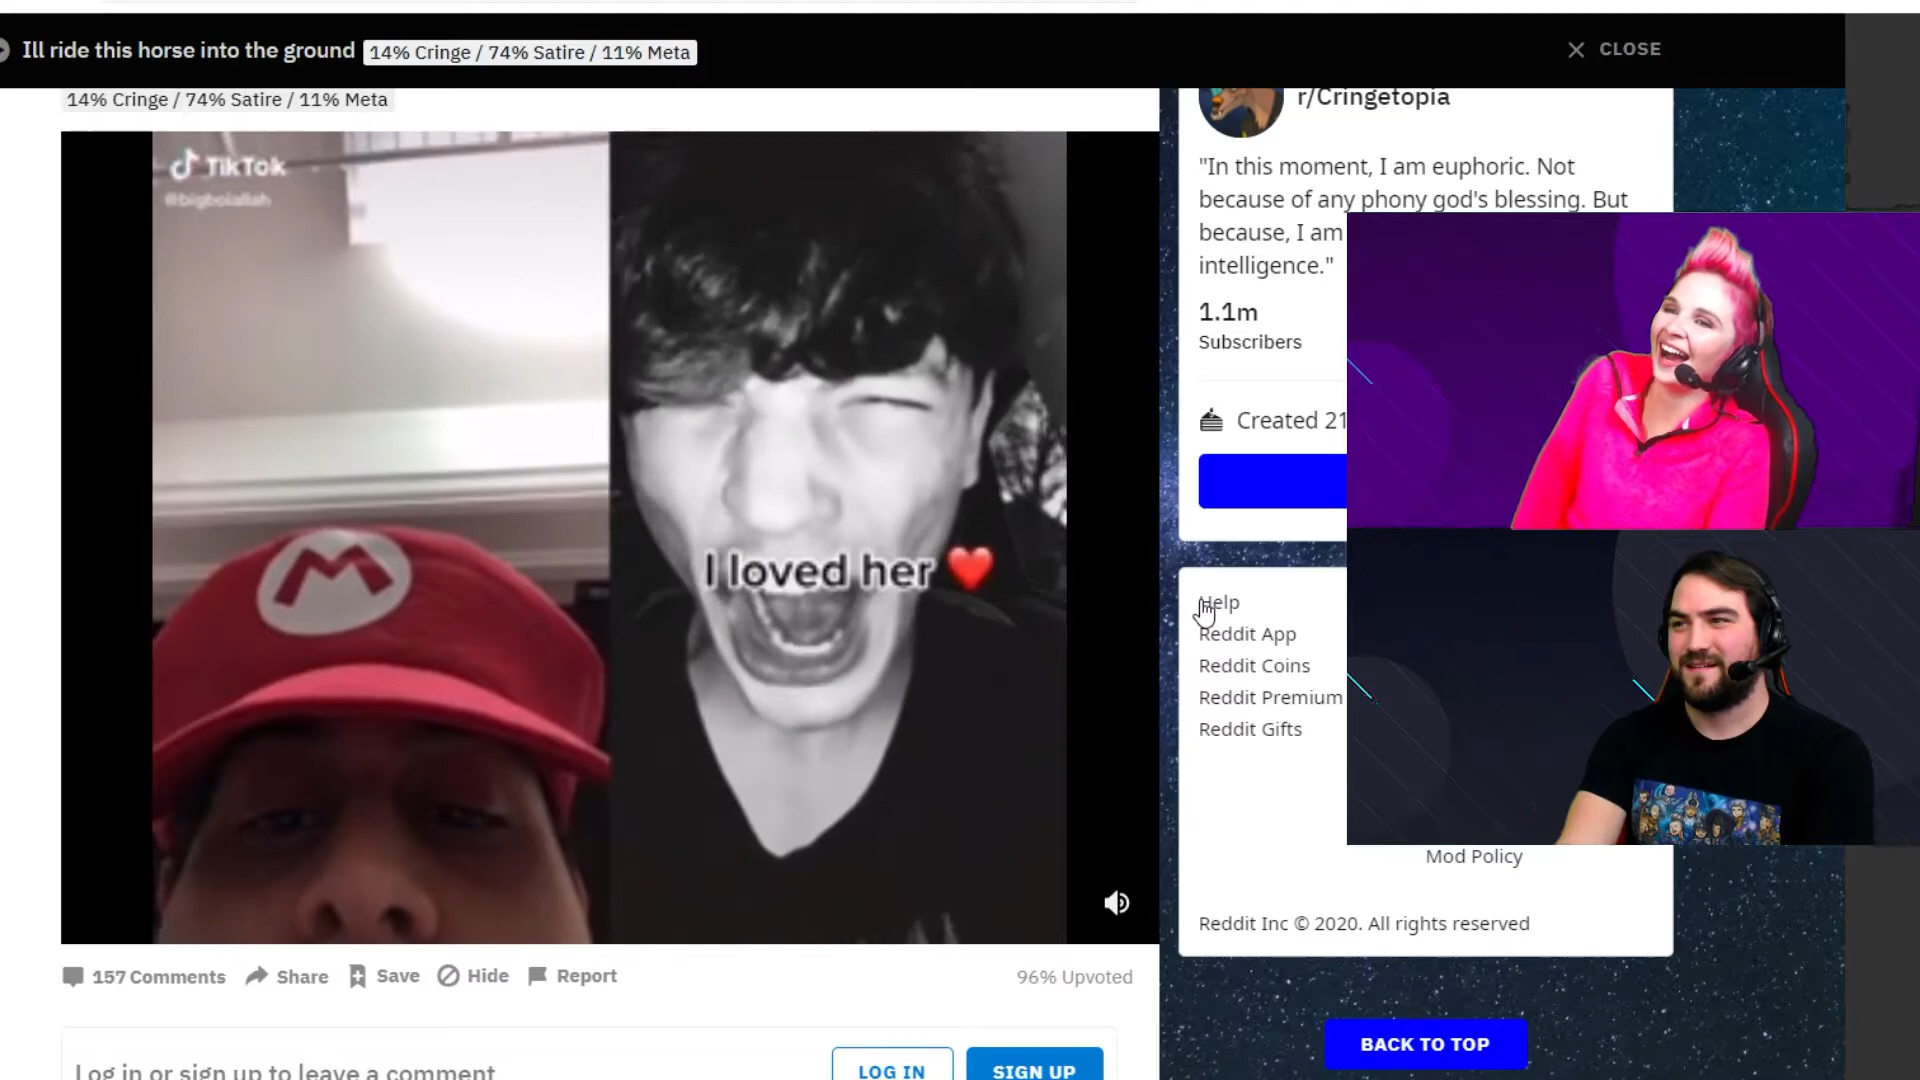 Ill ride this horse into the ground 14% Cringe / 74% Satire / 11% Meta
CLOSE
14% Cringe / 74% Satire / 11% Meta
TikTok
@bigboiallah
M
I loved her ❤️
157 Comments
Share
Save
Hide
Report
96% Upvoted
Log in or sign up to leave a comment
LOG IN
SIGN UP
r/Cringetopia
"In this moment, I am euphoric. Not
because of any phony god's blessing. But
because, I am
intelligence."
1.1m
Subscribers
Created 21
Help
Reddit App
Reddit Coins
Reddit Premium
Reddit Gifts
Mod Policy
Reddit Inc © 2020. All rights reserved
BACK TO TOP